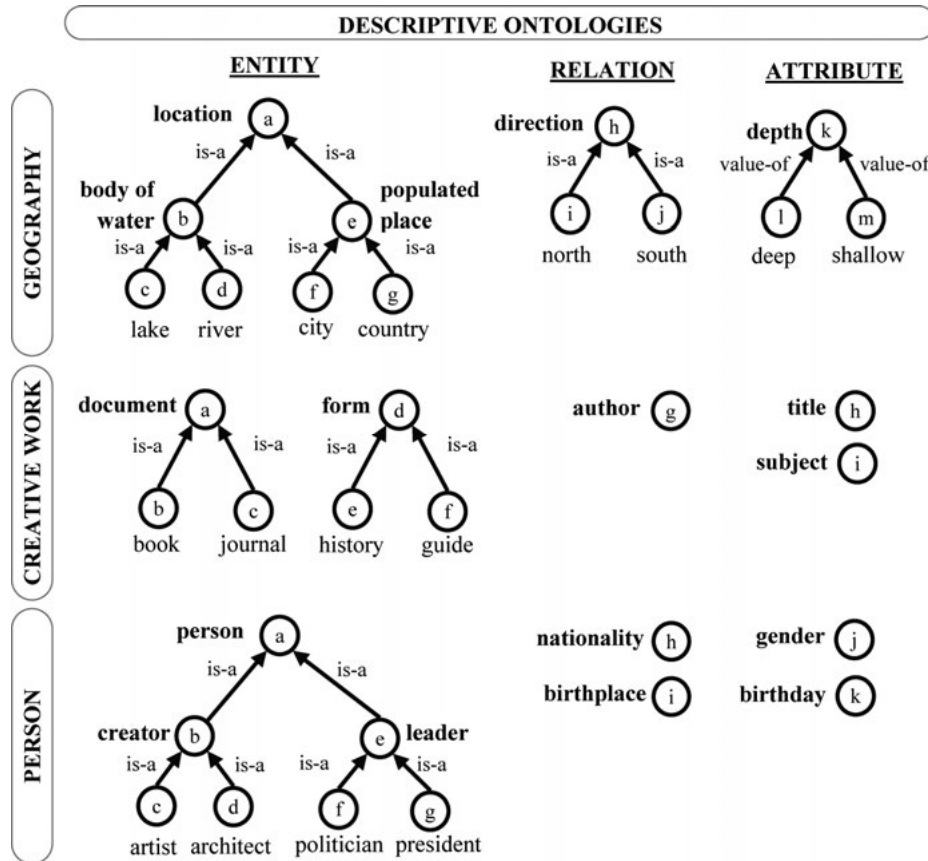 DESCRIPTIVE ONTOLOGIES
ENTITY
RELATION
ATTRIBUTE
GEOGRAPHY
location
a
is-a
is-a
body of
water
b
populated
place
e
is-a
is-a
is-a
is-a
c
d
f
g
lake
river
city
country
direction
h
is-a
is-a
i
j
north
south
depth
k
value-of
value-of
l
m
deep
shallow
CREATIVE WORK
document
a
is-a
is-a
b
c
book
journal
form
d
is-a
is-a
e
f
history
guide
author
g
title
h
subject
i
PERSON
person
a
is-a
is-a
creator
b
e
leader
is-a
is-a
is-a
is-a
c
d
f
g
artist
architect
politician
president
nationality
h
birthplace
i
gender
j
birthday
k